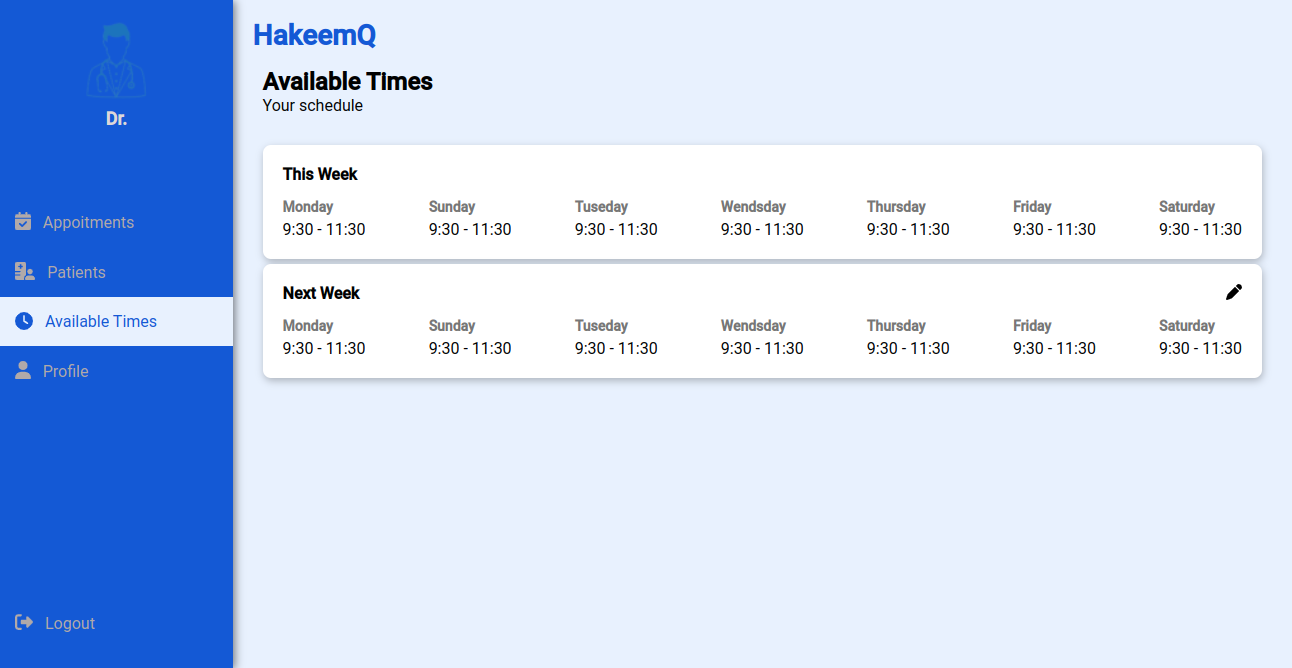 Dr.
Appoitments
Patients
Available Times
Profile
Logout
HakeemQ
Available Times
Your schedule
This Week
Monday Sunday Tuseday Wendsday Thursday Friday Saturday
9:30 - 11:30 9:30 - 11:30 9:30 - 11:30 9:30 - 11:30 9:30 - 11:30 9:30 - 11:30 9:30 - 11:30
Next Week
Monday Sunday Tuseday Wendsday Thursday Friday Saturday
9:30 - 11:30 9:30 - 11:30 9:30 - 11:30 9:30 - 11:30 9:30 - 11:30 9:30 - 11:30 9:30 - 11:30